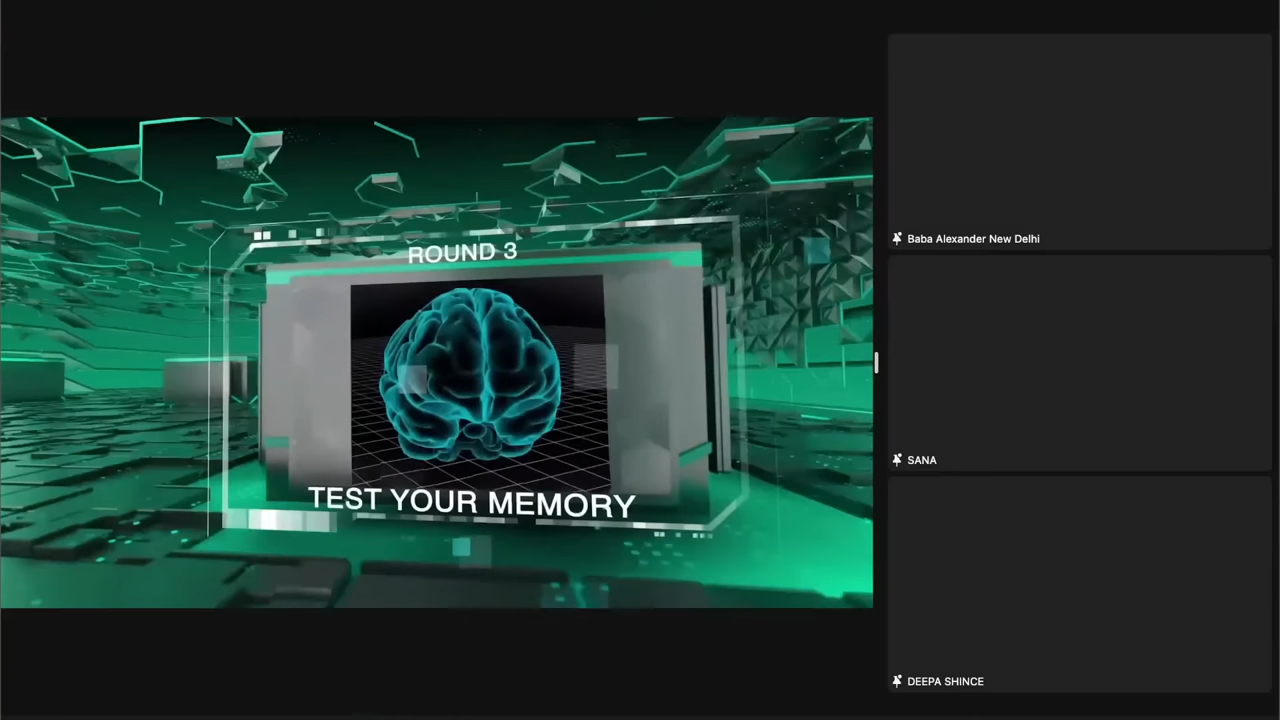 ROUND 3
TEST YOUR MEMORY
Baba Alexander New Delhi
SANA
DEEPA SHINCE